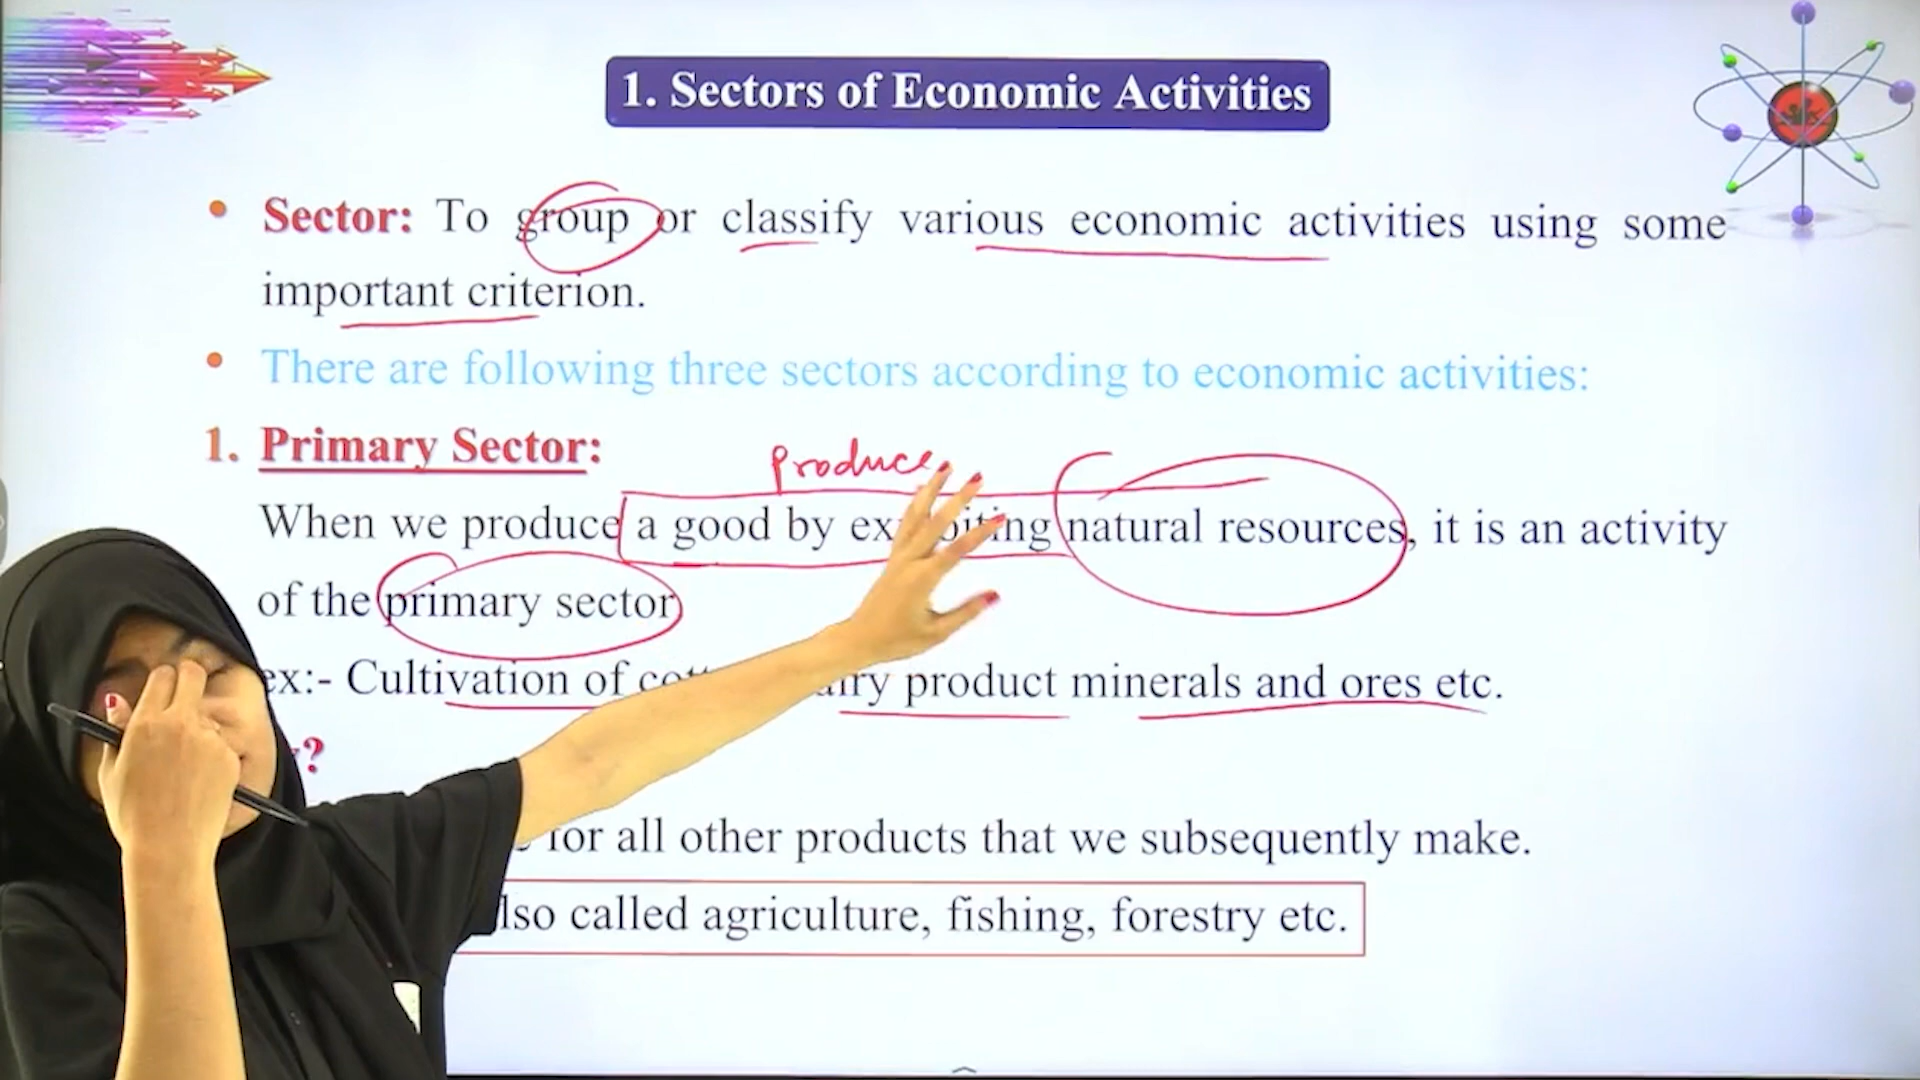 1. Sectors of Economic Activities
• Sector: To group or classify various economic activities using some
important criterion.
• There are following three sectors according to economic activities:
1. Primary Sector:
produce
When we produce a good by natural resources, it is an activity
of the primary sector
ex:- Cultivation of product minerals and ores etc.
?
for all other products that we subsequently make.
called agriculture, fishing, forestry etc.